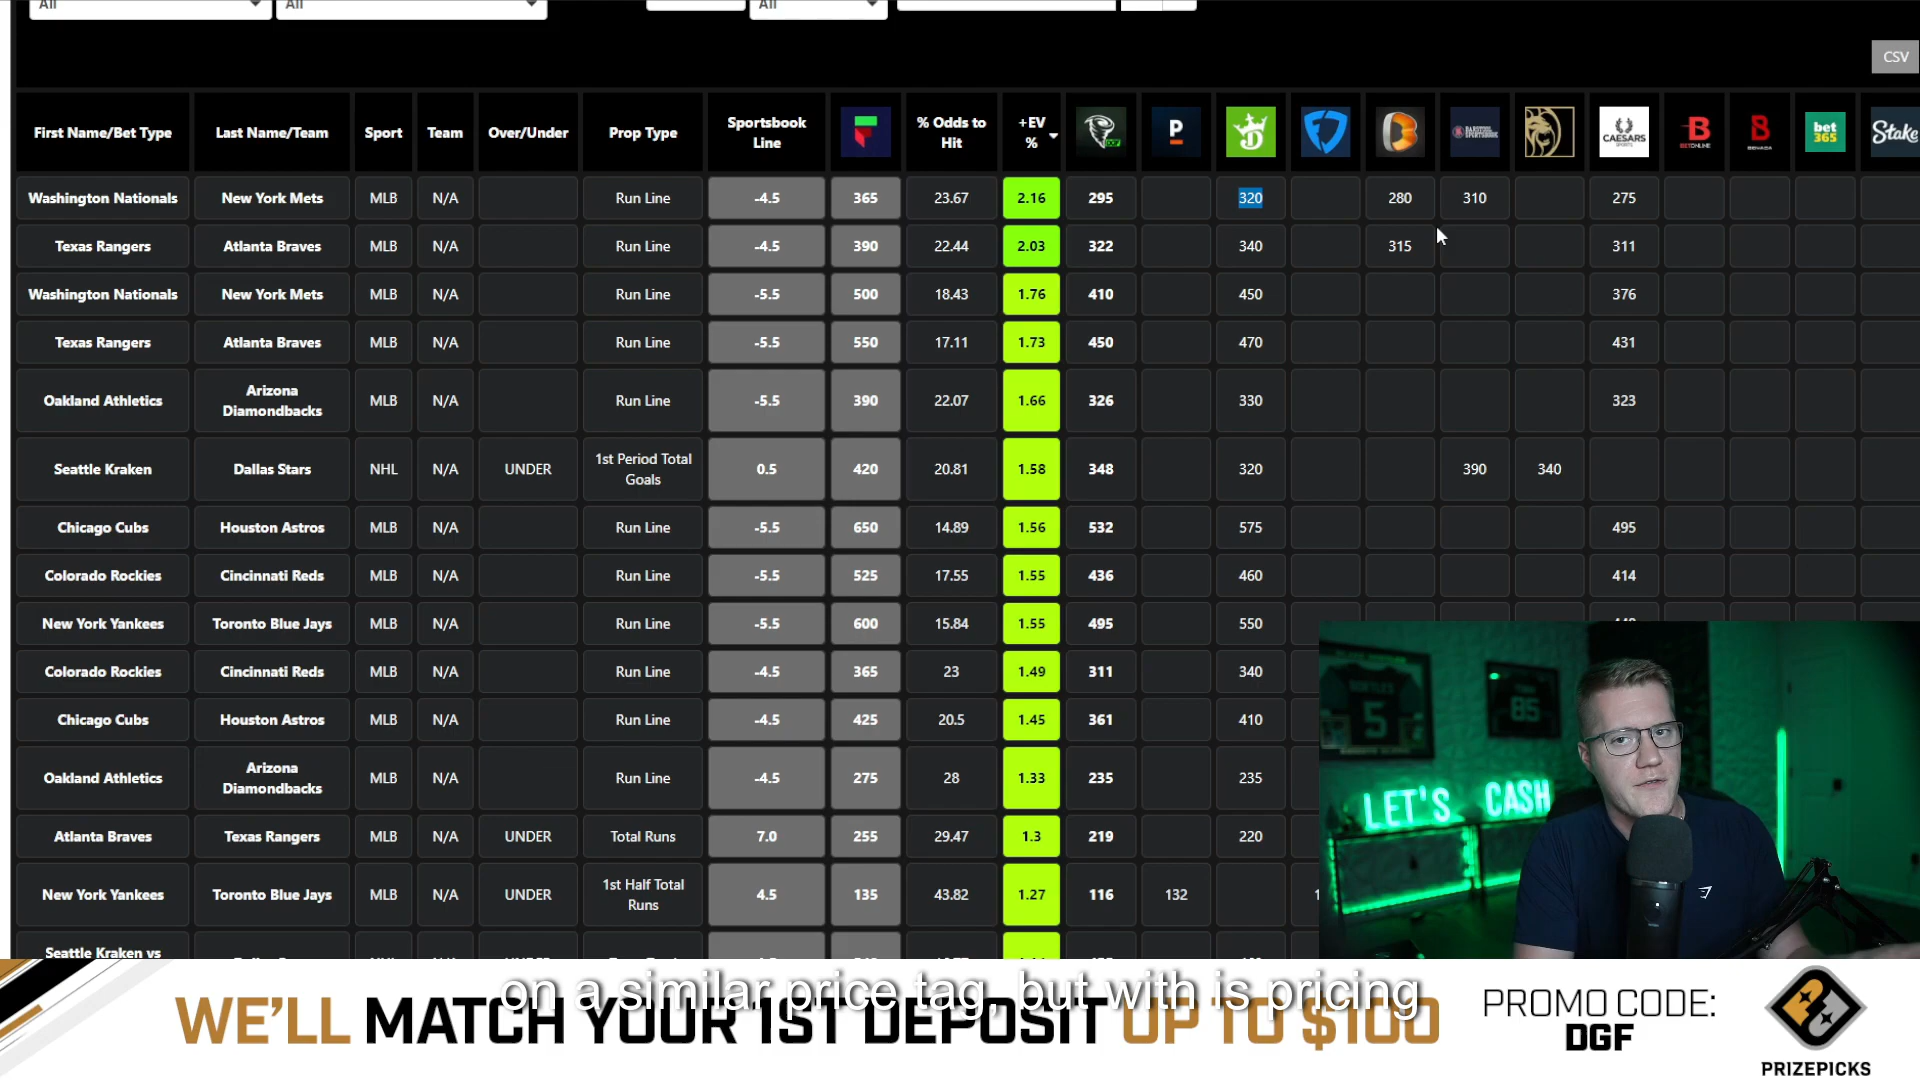 All All All
CSV
First Name/Bet Type Last Name/Team Sport Team Over/Under Prop Type Sportsbook Line % Odds to Hit +EV % DGF P BARSTOOL SPORTSBOOK CAESARS SPORTS B BETONLINE B BOVADA bet365 Stake
Washington Nationals New York Mets MLB N/A Run Line -4.5 365 23.67 2.16 295 320 280 310 275
Texas Rangers Atlanta Braves MLB N/A Run Line -4.5 390 22.44 2.03 322 340 315 311
Washington Nationals New York Mets MLB N/A Run Line -5.5 500 18.43 1.76 410 450 376
Texas Rangers Atlanta Braves MLB N/A Run Line -5.5 550 17.11 1.73 450 470 431
Oakland Athletics Arizona Diamondbacks MLB N/A Run Line -5.5 390 22.07 1.66 326 330 323
Seattle Kraken Dallas Stars NHL N/A UNDER 1st Period Total Goals 0.5 420 20.81 1.58 348 320 390 340
Chicago Cubs Houston Astros MLB N/A Run Line -5.5 650 14.89 1.56 532 575 495
Colorado Rockies Cincinnati Reds MLB N/A Run Line -5.5 525 17.55 1.55 436 460 414
New York Yankees Toronto Blue Jays MLB N/A Run Line -5.5 600 15.84 1.55 495 550
Colorado Rockies Cincinnati Reds MLB N/A Run Line -4.5 365 23 1.49 311 340
Chicago Cubs Houston Astros MLB N/A Run Line -4.5 425 20.5 1.45 361 410
Oakland Athletics Arizona Diamondbacks MLB N/A Run Line -4.5 275 28 1.33 235 235
Atlanta Braves Texas Rangers MLB N/A UNDER Total Runs 7.0 255 29.47 1.3 219 220
New York Yankees Toronto Blue Jays MLB N/A UNDER 1st Half Total Runs 4.5 135 43.82 1.27 116 132
Seattle Kraken vs
5 85
LET'S CASH
on a similar price tag, but with is pricing
WE'LL MATCH YOUR 1ST DEPOSIT UP TO $100
PROMO CODE:
DGF
PRIZEPICKS